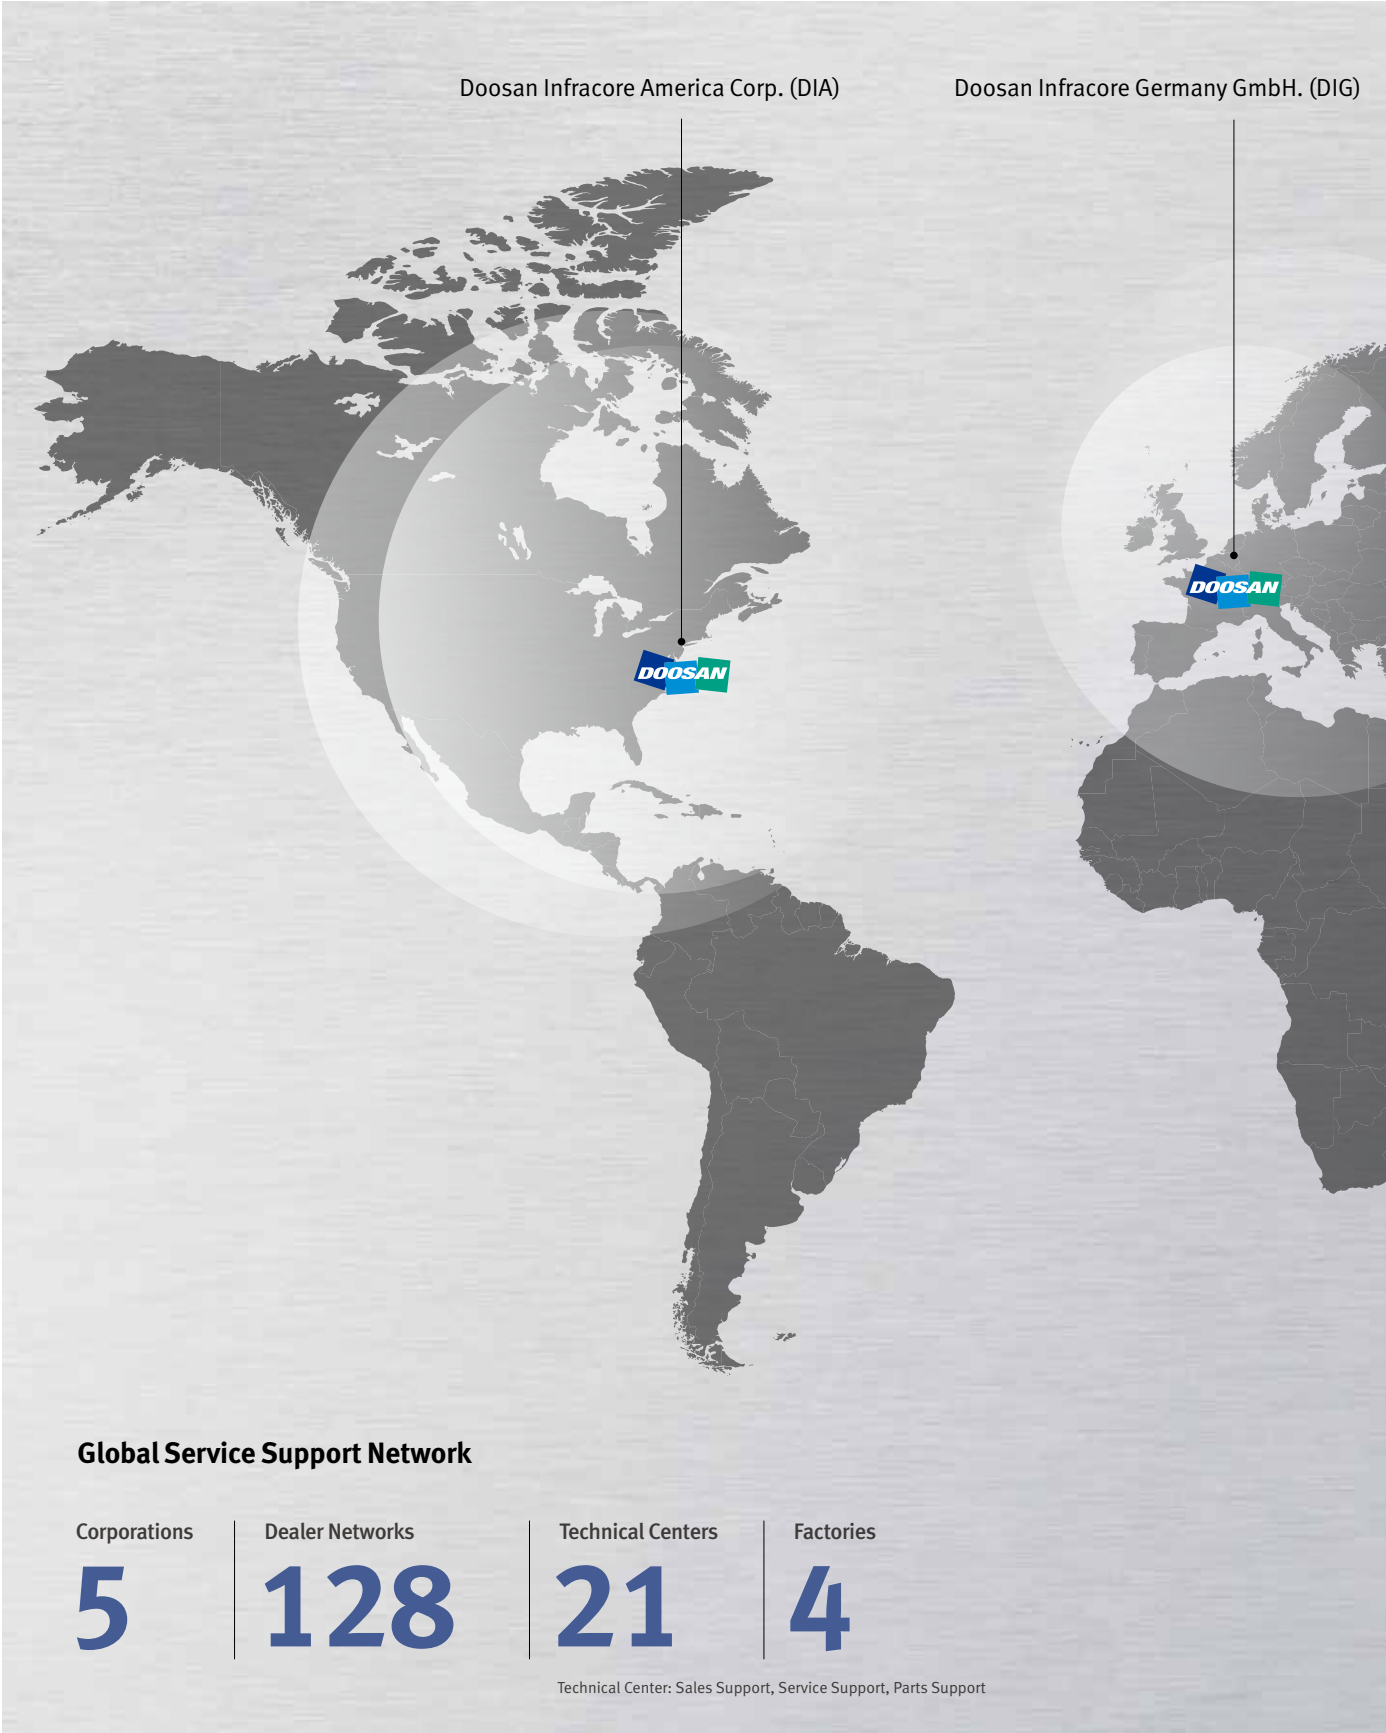 Doosan Infracore America Corp. (DIA)
Doosan Infracore Germany GmbH. (DIG)
DOOSAN
DOOSAN
Global Service Support Network
Corporations
5
Dealer Networks
128
Technical Centers
21
Factories
4
Technical Center: Sales Support, Service Support, Parts Support